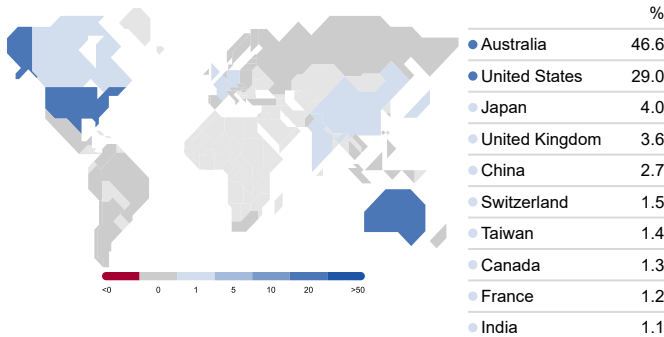 %
Australia 46.6
United States 29.0
Japan 4.0
United Kingdom 3.6
China 2.7
Switzerland 1.5
Taiwan 1.4
Canada 1.3
France 1.2
India 1.1
<0 0 1 5 10 20 >50